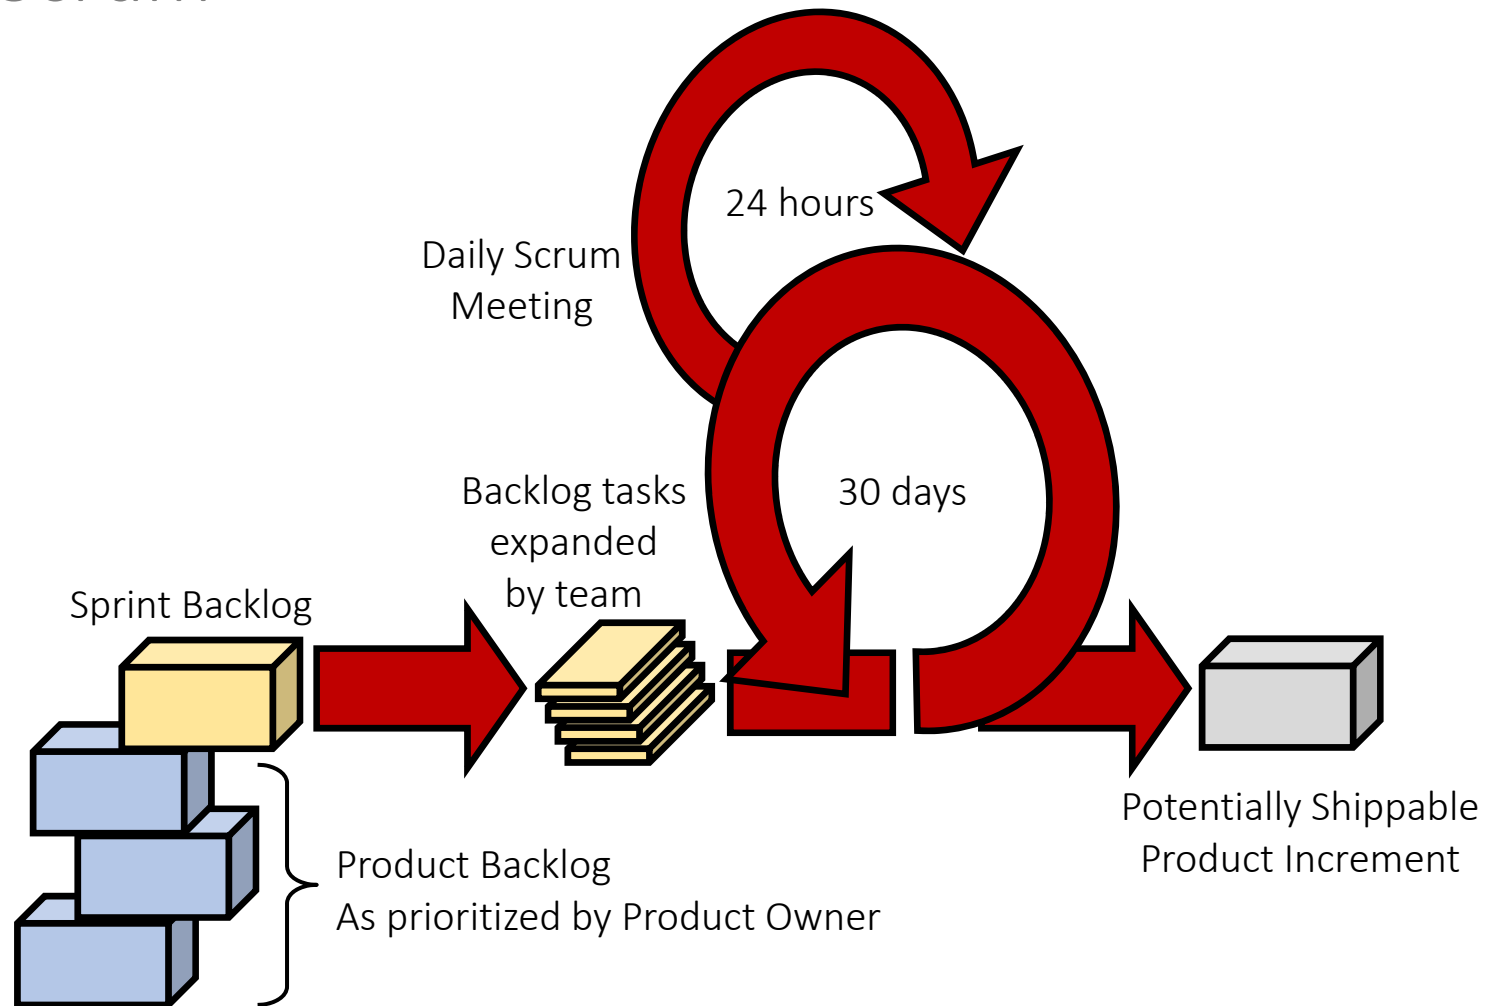 24 hours
Daily Scrum
Meeting
Backlog tasks
expanded
by team
30 days
Sprint Backlog
Potentially Shippable
Product Increment
Product Backlog
As prioritized by Product Owner